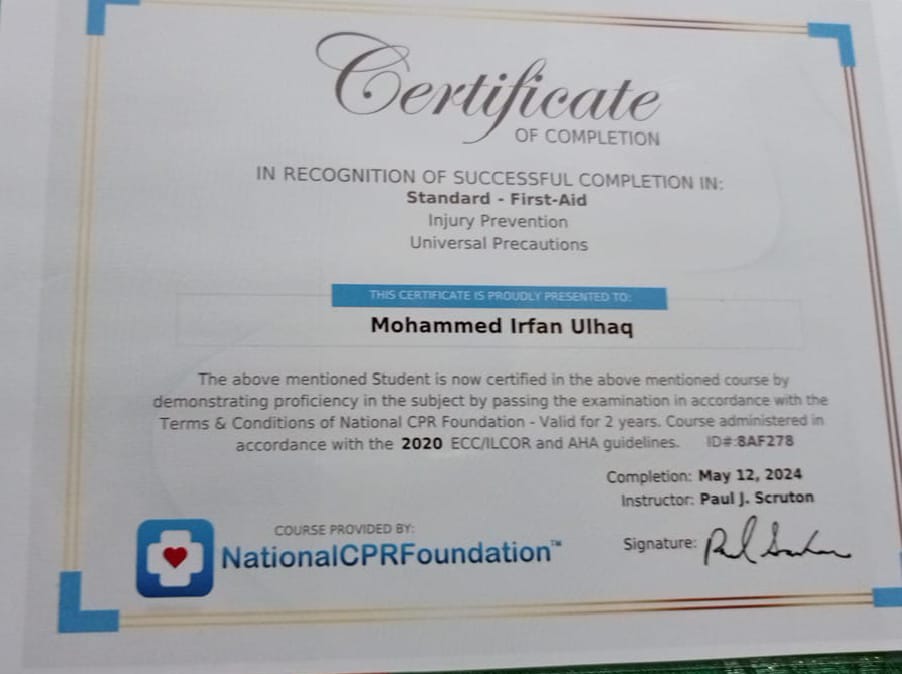 Certificate
OF COMPLETION
IN RECOGNITION OF SUCCESSFUL COMPLETION IN:
Standard - First-Aid
Injury Prevention
Universal Precautions
THIS CERTIFICATE IS PROUDLY PRESENTED TO:
Mohammed Irfan Ulhaq
The above mentioned Student is now certified in the above mentioned course by
demonstrating proficiency in the subject by passing the examination in accordance with the
Terms & Conditions of National CPR Foundation - Valid for 2 years. Course administered in
accordance with the 2020 ECC/ILCOR and AHA guidelines. ID#:8AF278
Completion: May 12, 2024
Instructor: Paul J. Scruton
COURSE PROVIDED BY:
NationalCPRFoundation™
Signature: